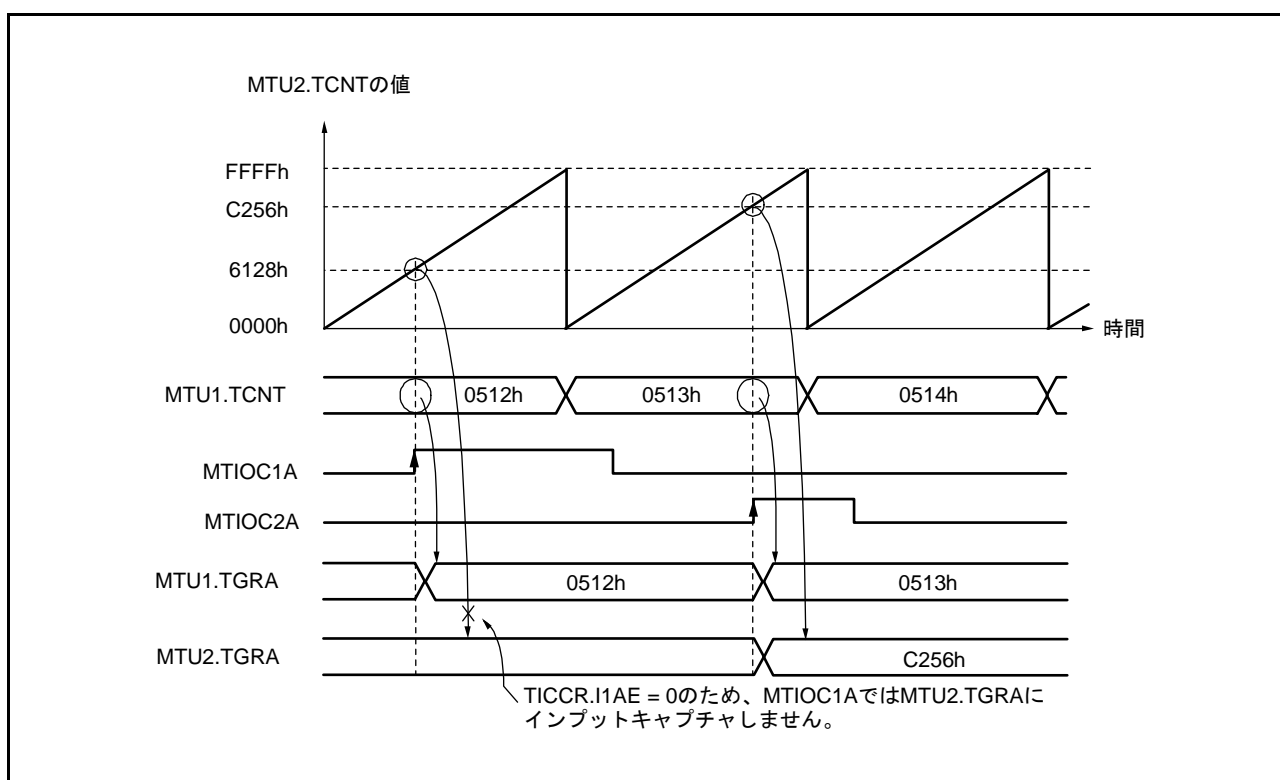 MTU2.TCNTの値
FFFFh
C256h
6128h
0000h
時間
MTU1.TCNT
0512h
0513h
0514h
MTIOC1A
MTIOC2A
MTU1.TGRA
0512h
0513h
MTU2.TGRA
C256h
TICCR.I1AE = 0のため、MTIOC1AではMTU2.TGRAに
インプットキャプチャしません。